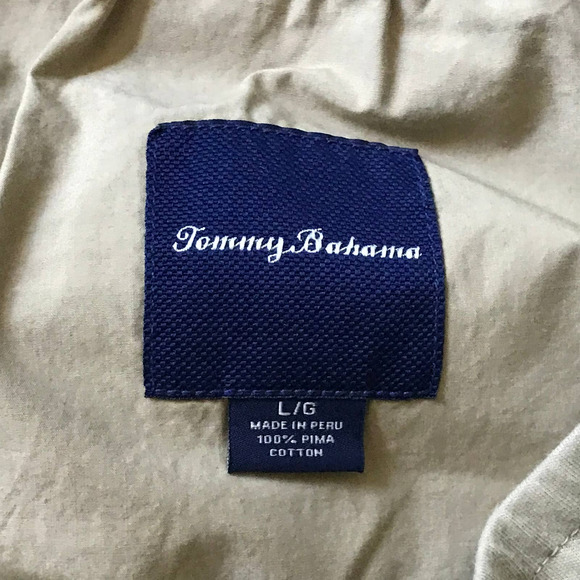 Tommy Bahama
L/G
MADE IN PERU
100% PIMA
COTTON